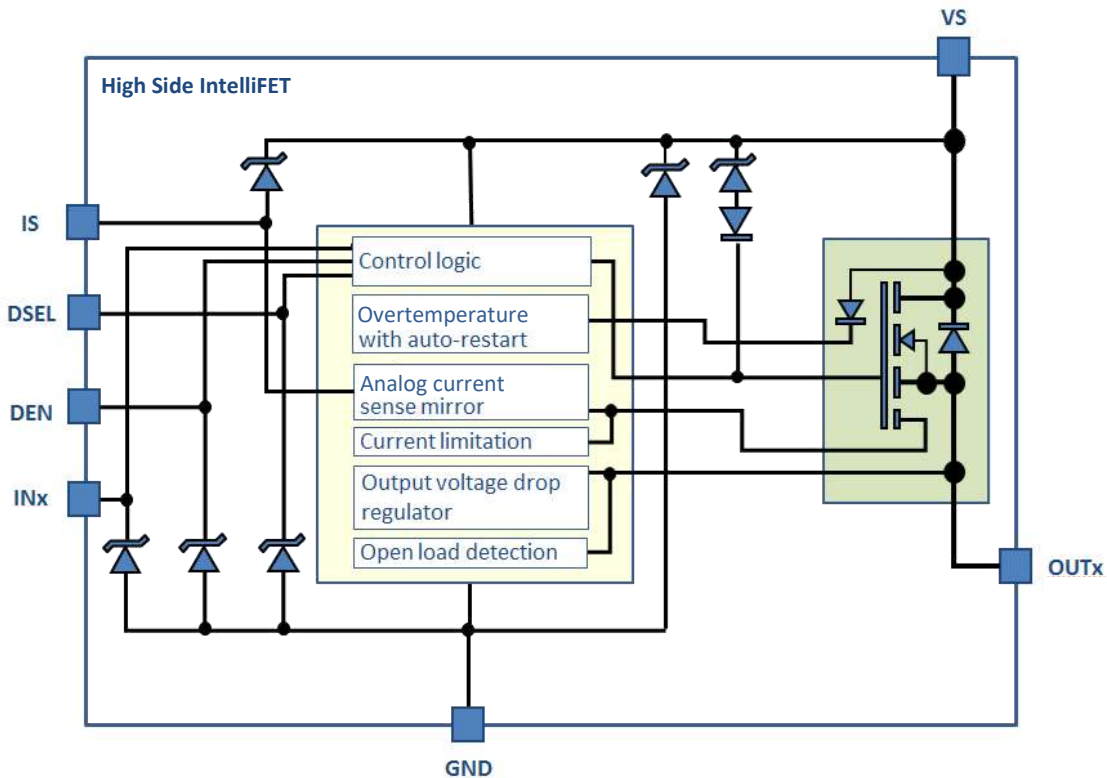 VS
High Side IntelliFET
IS
DSEL
DEN
INx
Control logic
Overtemperature
with auto-restart
Analog current
sense mirror
Current limitation
Output voltage drop
regulator
Open load detection
OUTx
GND